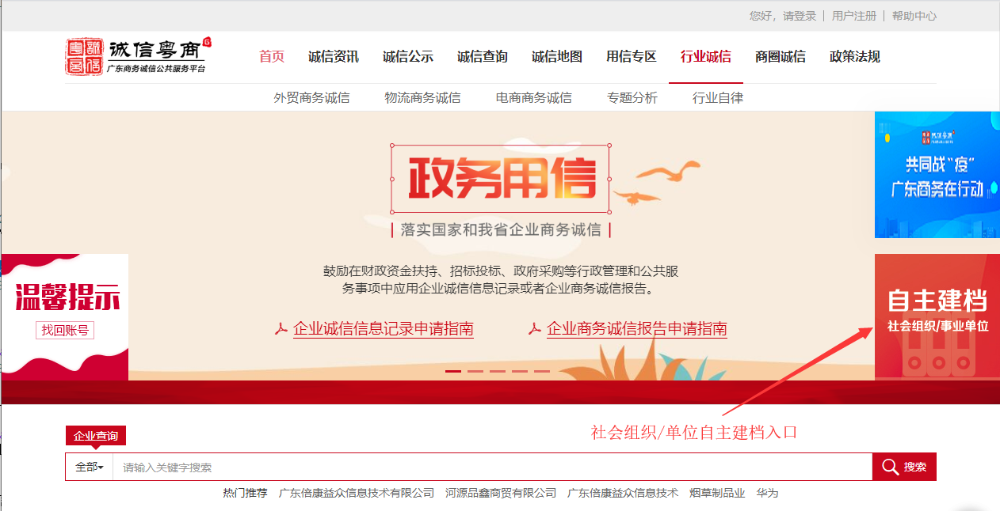 您好，请登录 | 用户注册 | 帮助中心
诚信粤商
广东商务诚信公共服务平台
首页 诚信资讯 诚信公示 诚信查询 诚信地图 用信专区 行业诚信 商圈诚信 政策法规
外贸商务诚信 物流商务诚信 电商商务诚信 专题分析 行业自律
政务用信
落实国家和我省企业商务诚信
鼓励在财政资金扶持、招标投标、政府采购等行政管理和公共服
务事项中应用企业诚信信息记录或者企业商务诚信报告。
企业诚信信息记录申请指南 企业商务诚信报告申请指南
温馨提示
找回账号
诚信粤商
共同战“疫”
广东商务在行动
自主建档
社会组织/事业单位
社会组织/单位自主建档入口
企业查询
全部 请输入关键字搜索 搜索
热门推荐 广东倍康益众信息技术有限公司 河源品鑫商贸有限公司 广东倍康益众信息技术 烟草制品业 华为